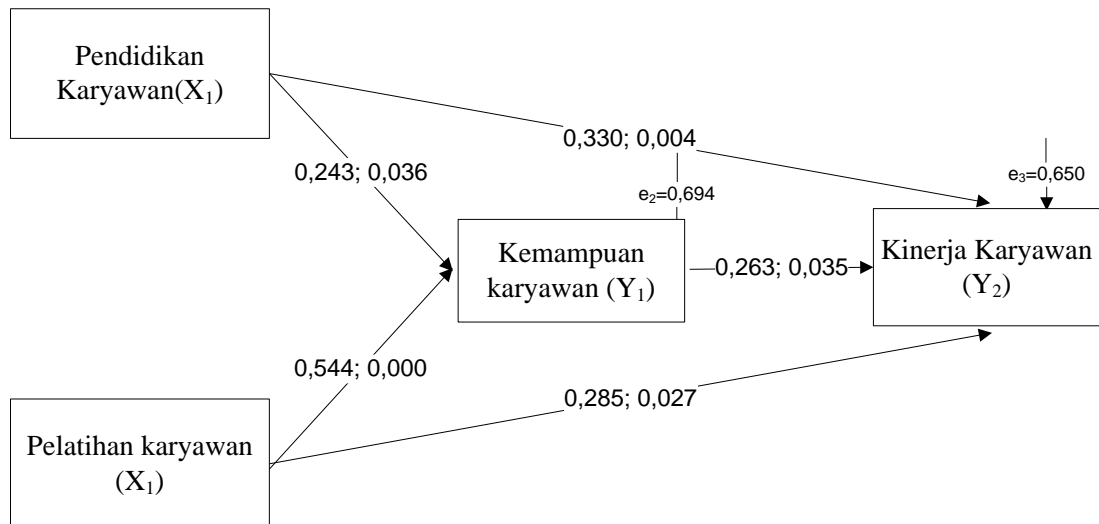 Pendidikan
Karyawan(X₁)
0,330; 0,004
0,243; 0,036
e₃=0,650
e₂=0,694
Kemampuan
karyawan (Y₁)
0,263; 0,035
Kinerja Karyawan
(Y₂)
0,544; 0,000
0,285; 0,027
Pelatihan karyawan
(X₁)